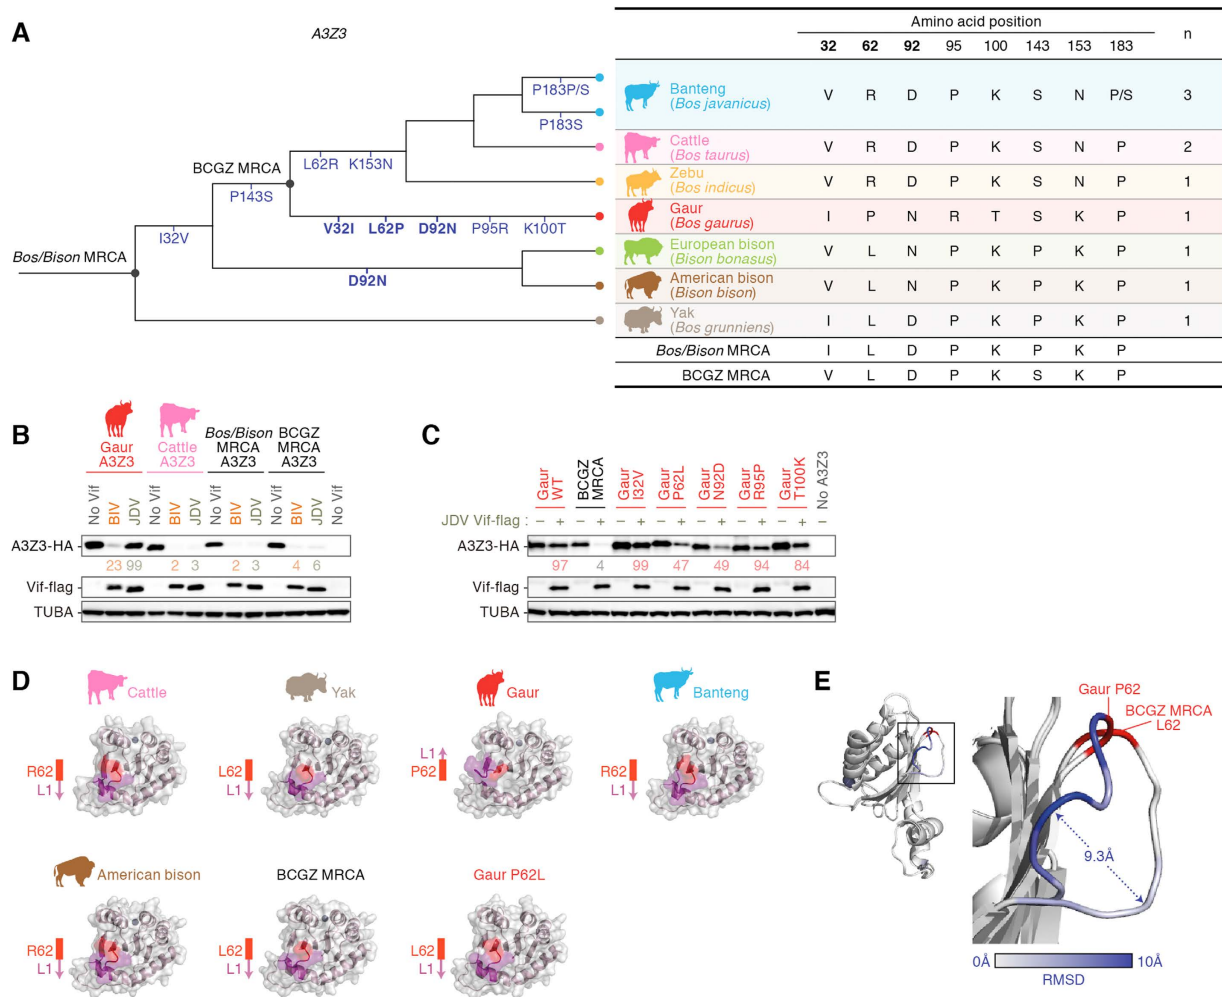 A
A3Z3
Amino acid position
n
32 62 92 95 100 143 153 183
P183P/S
P183S
BCGZ MRCA
L62R K153N
P143S
I32V
V32I L62P D92N P95R K100T
Bos/Bison MRCA
D92N
Banteng
(Bos javanicus)
V R D P K S N P/S 3
Cattle
(Bos taurus)
V R D P K S N P 2
Zebu
(Bos indicus)
V R D P K S N P 1
Gaur
(Bos gaurus)
I P N R T S K P 1
European bison
(Bison bonasus)
V L N P K P K P 1
American bison
(Bison bison)
V L N P K P K P 1
Yak
(Bos grunniens)
I L D P K P K P 1
Bos/Bison MRCA I L D P K P K P
BCGZ MRCA V L D P K S K P
B
Gaur
A3Z3
Cattle
A3Z3
Bos/Bison
MRCA
A3Z3
BCGZ
MRCA
A3Z3
No Vif BIV JDV No Vif BIV JDV No Vif BIV JDV No Vif BIV JDV No Vif
A3Z3-HA
23 99 2 3 2 3 4 6
Vif-flag
TUBA
C
Gaur WT
BCGZ MRCA
Gaur I32V
Gaur P62L
Gaur N92D
Gaur R95P
Gaur T100K
No A3Z3
JDV Vif-flag : – + – + – + – + – + – + – + –
A3Z3-HA
97 4 99 47 49 94 84
Vif-flag
TUBA
D
Cattle
R62
L1
Yak
L62
L1
Gaur
L1
P62
Banteng
R62
L1
American bison
R62
L1
BCGZ MRCA
L62
L1
Gaur P62L
L62
L1
E
Gaur P62
BCGZ MRCA
L62
9.3Å
0Å 10Å
RMSD